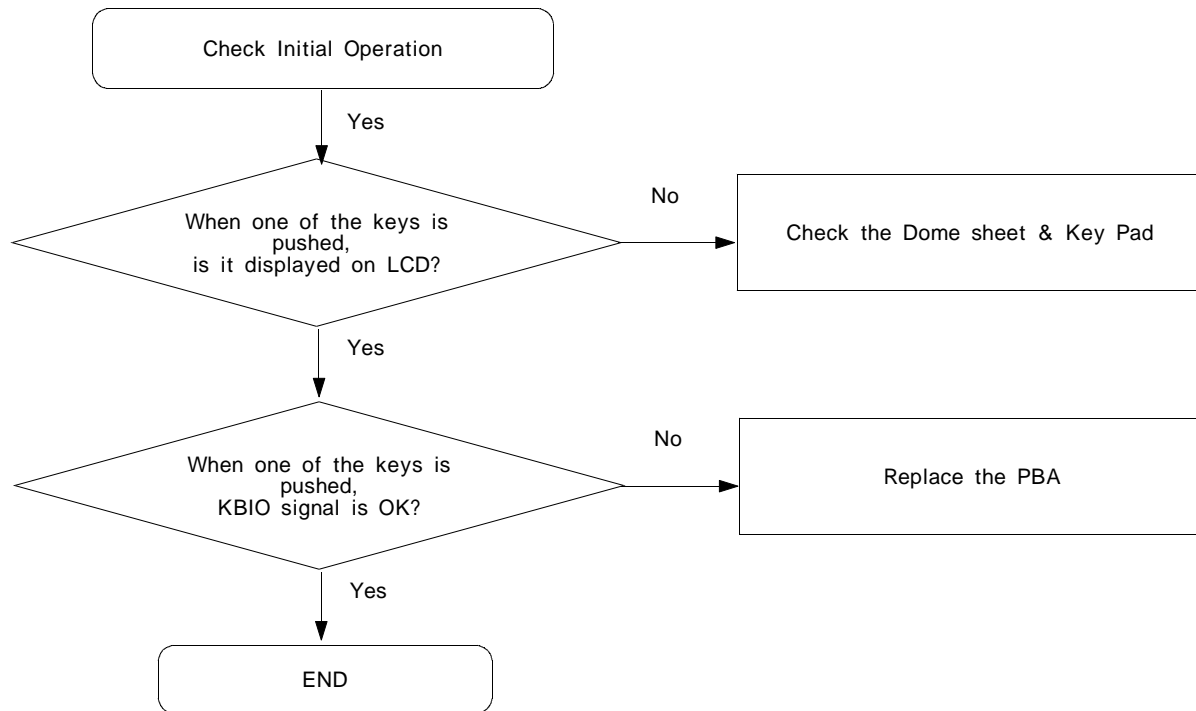 Check Initial Operation
Yes
When one of the keys is
pushed,
is it displayed on LCD?
No
Check the Dome sheet & Key Pad
Yes
When one of the keys is
pushed,
KBIO signal is OK?
No
Replace the PBA
Yes
END